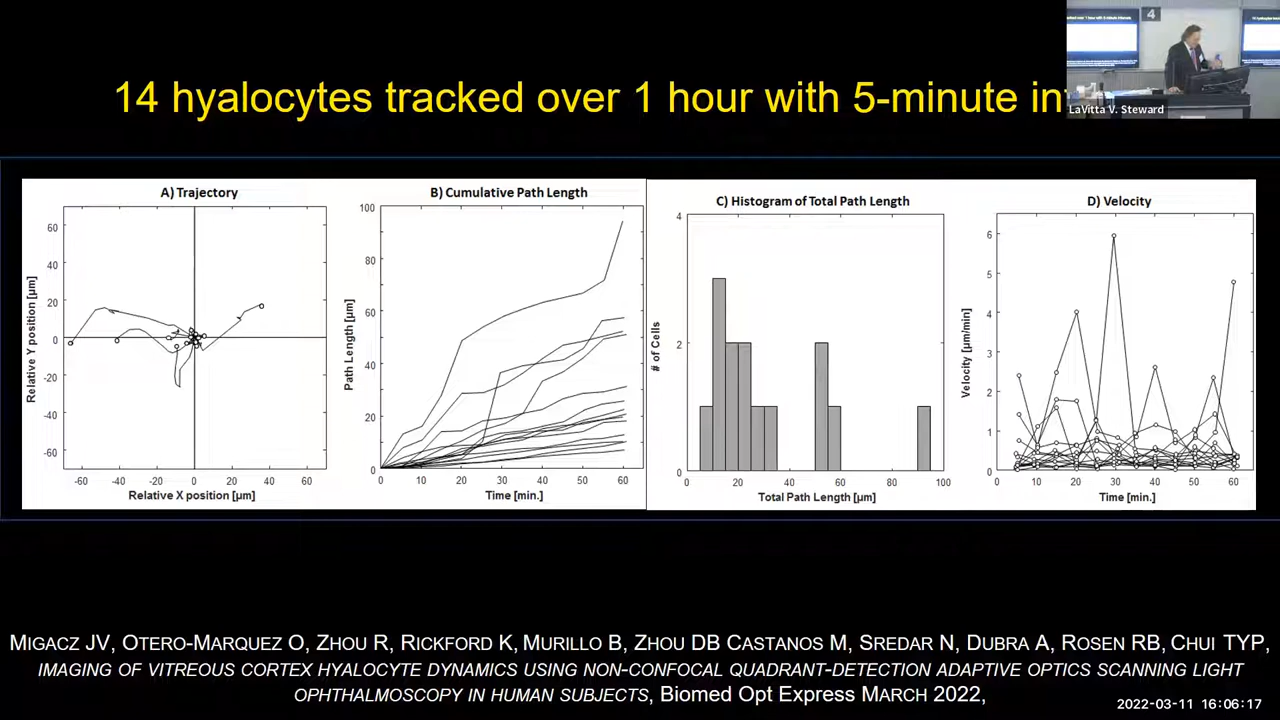 14 hyalocytes tracked over 1 hour with 5-minute in
4
LaVitta V. Steward
A) Trajectory
60
40
20
0
-20
-40
-60
Relative Y position [µm]
-60 -40 -20 0 20 40 60
Relative X position [µm]
B) Cumulative Path Length
100
80
60
40
20
0
Path Length [µm]
0 10 20 30 40 50 60
Time [min.]
C) Histogram of Total Path Length
4
2
0
# of Cells
20 40 60 80 100
Total Path Length [µm]
D) Velocity
6
5
4
3
2
1
0
Velocity [µm/min]
0 10 20 30 40 50 60
Time [min.]
MIGACZ JV, OTERO-MARQUEZ O, ZHOU R, RICKFORD K, MURILLO B, ZHOU DB CASTANOS M, SREDAR N, DUBRA A, ROSEN RB, CHUI TYP,
IMAGING OF VITREOUS CORTEX HYALOCYTE DYNAMICS USING NON-CONFOCAL QUADRANT-DETECTION ADAPTIVE OPTICS SCANNING LIGHT
OPHTHALMOSCOPY IN HUMAN SUBJECTS, Biomed Opt Express MARCH 2022,
2022-03-11 16:06:17